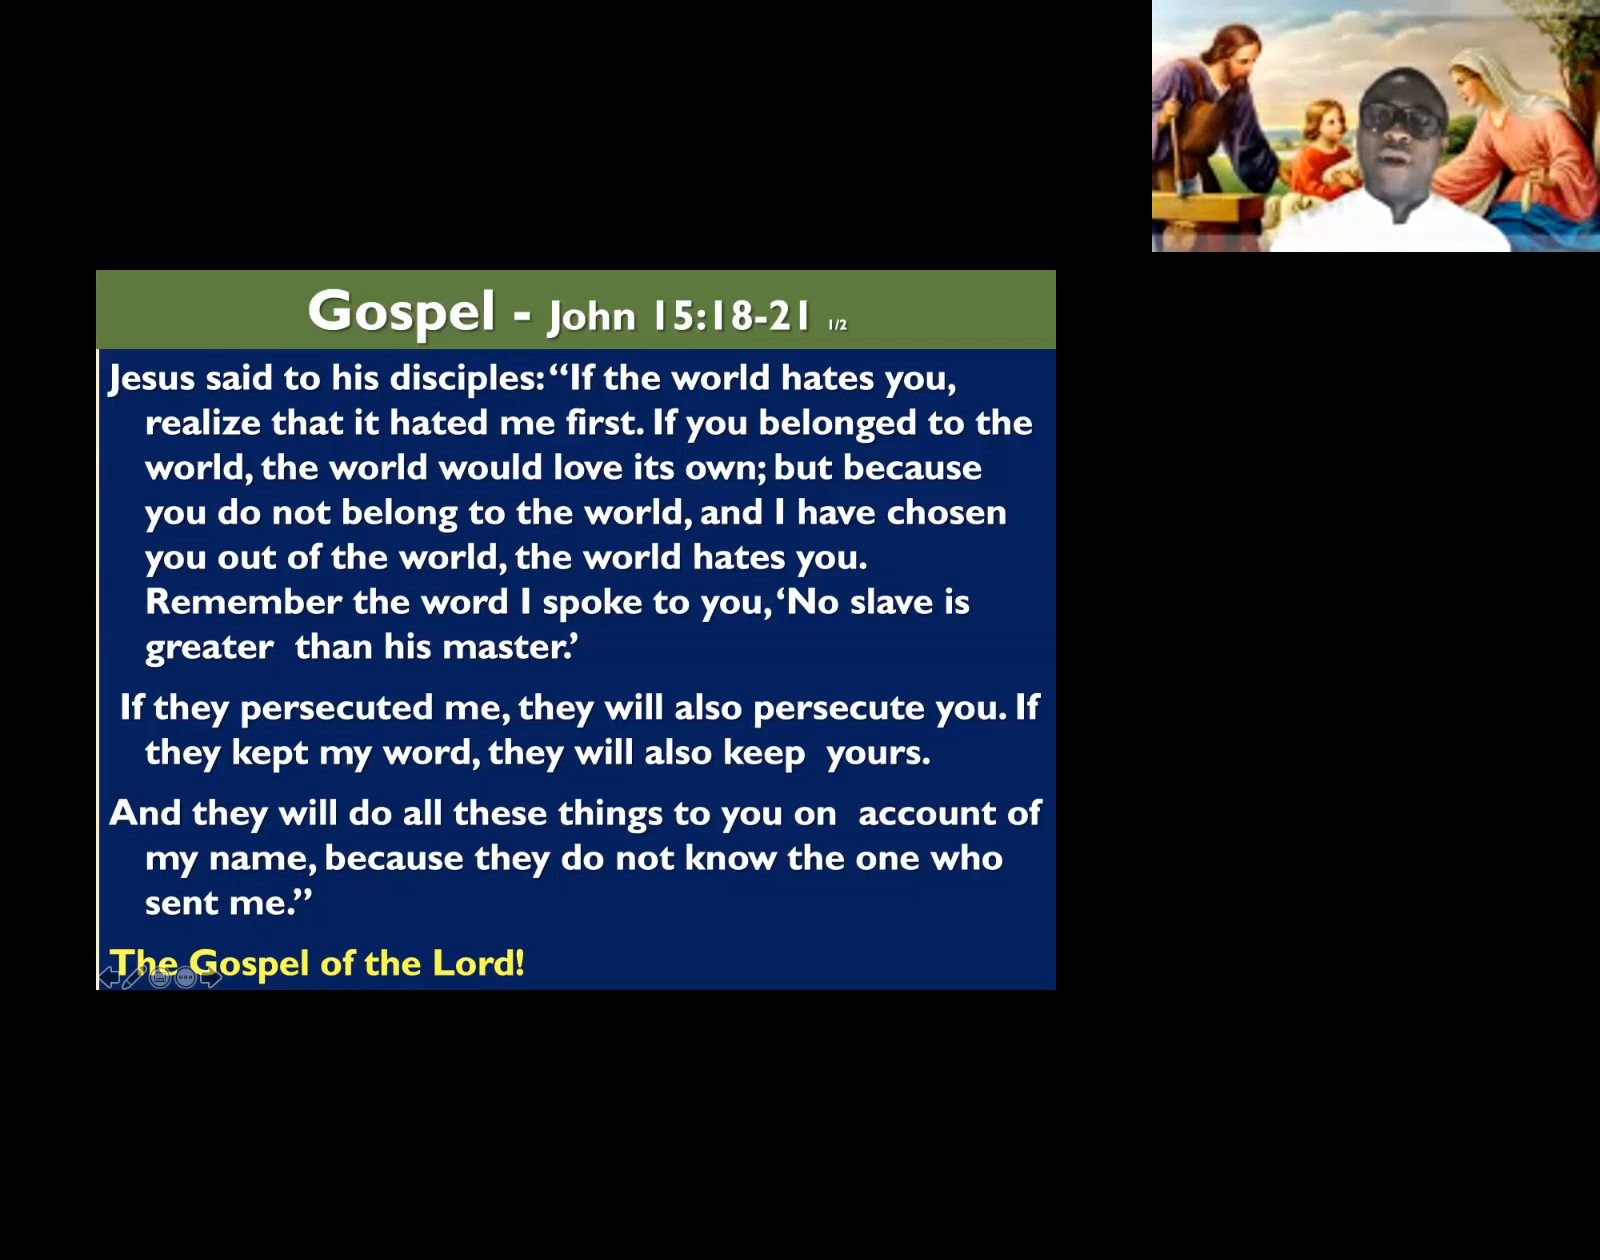 Gospel - John 15:18-21 1/2
Jesus said to his disciples: “If the world hates you,
realize that it hated me first. If you belonged to the
world, the world would love its own; but because
you do not belong to the world, and I have chosen
you out of the world, the world hates you.
Remember the word I spoke to you, ‘No slave is
greater than his master.’
If they persecuted me, they will also persecute you. If
they kept my word, they will also keep yours.
And they will do all these things to you on account of
my name, because they do not know the one who
sent me.”
The Gospel of the Lord!